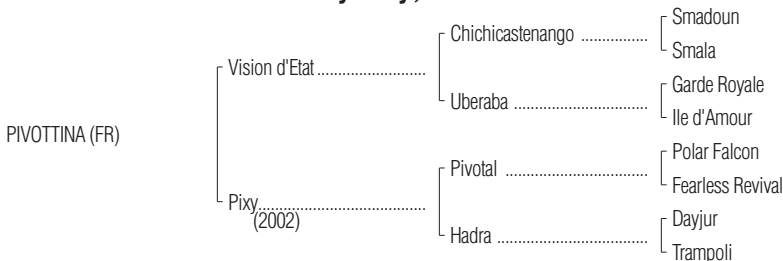 Smadoun
Chichicastenango ................
Smala
Vision d'Etat ..........................
Garde Royale
Uberaba ................................
Ile d'Amour
PIVOTTINA (FR)
Polar Falcon
Pivotal ..................................
Fearless Revival
Pixy........................................
(2002)
Dayjur
Hadra ....................................
Trampoli